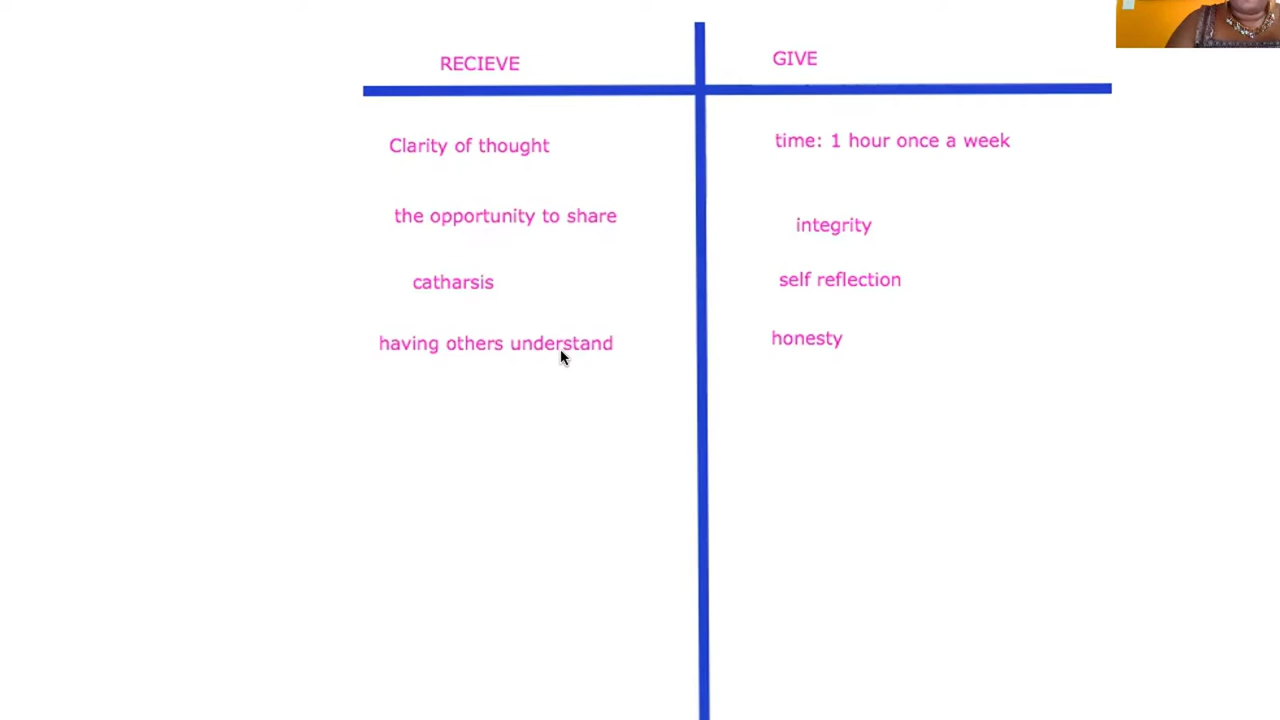 RECIEVE
GIVE
Clarity of thought
time: 1 hour once a week
the opportunity to share
integrity
catharsis
self reflection
having others understand
honesty